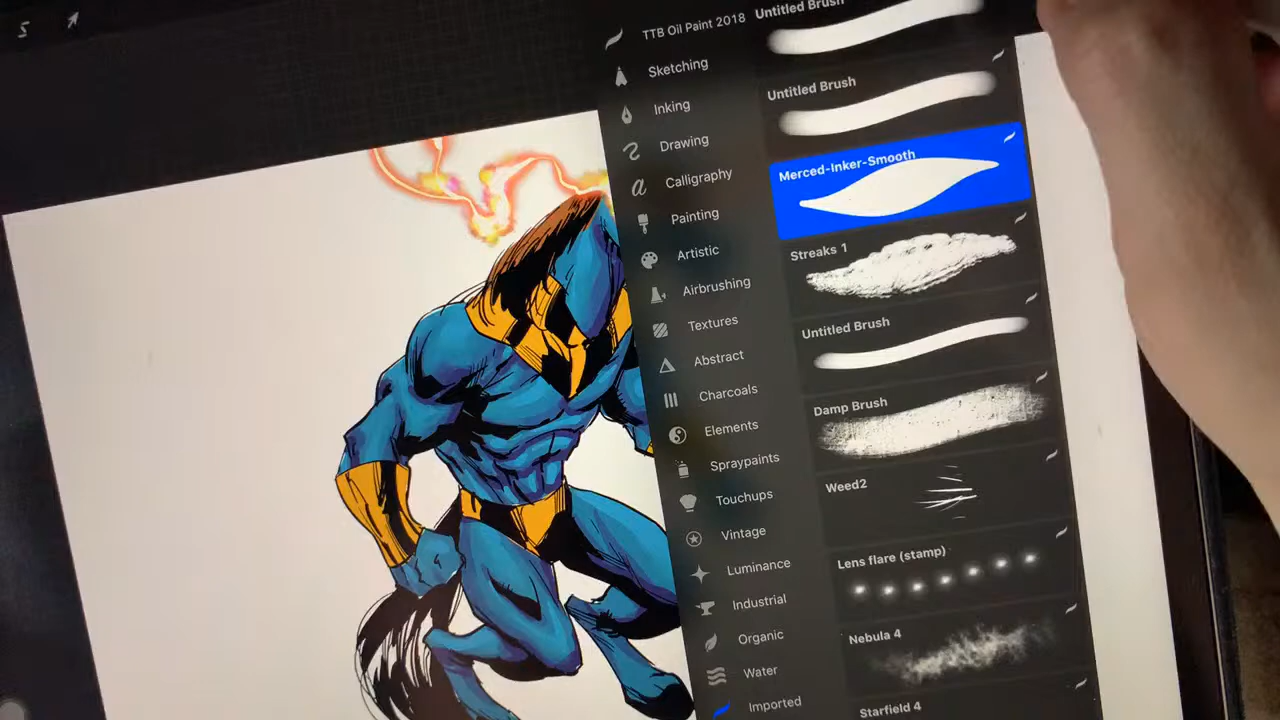 TTB Oil Paint 2018
Sketching
Inking
Drawing
Calligraphy
Painting
Artistic
Airbrushing
Textures
Abstract
Charcoals
Elements
Spraypaints
Touchups
Vintage
Luminance
Industrial
Organic
Water
Imported
Untitled Brush
Untitled Brush
Merced-Inker-Smooth
Streaks 1
Untitled Brush
Damp Brush
Weed2
Lens flare (stamp)
Nebula 4
Starfield 4